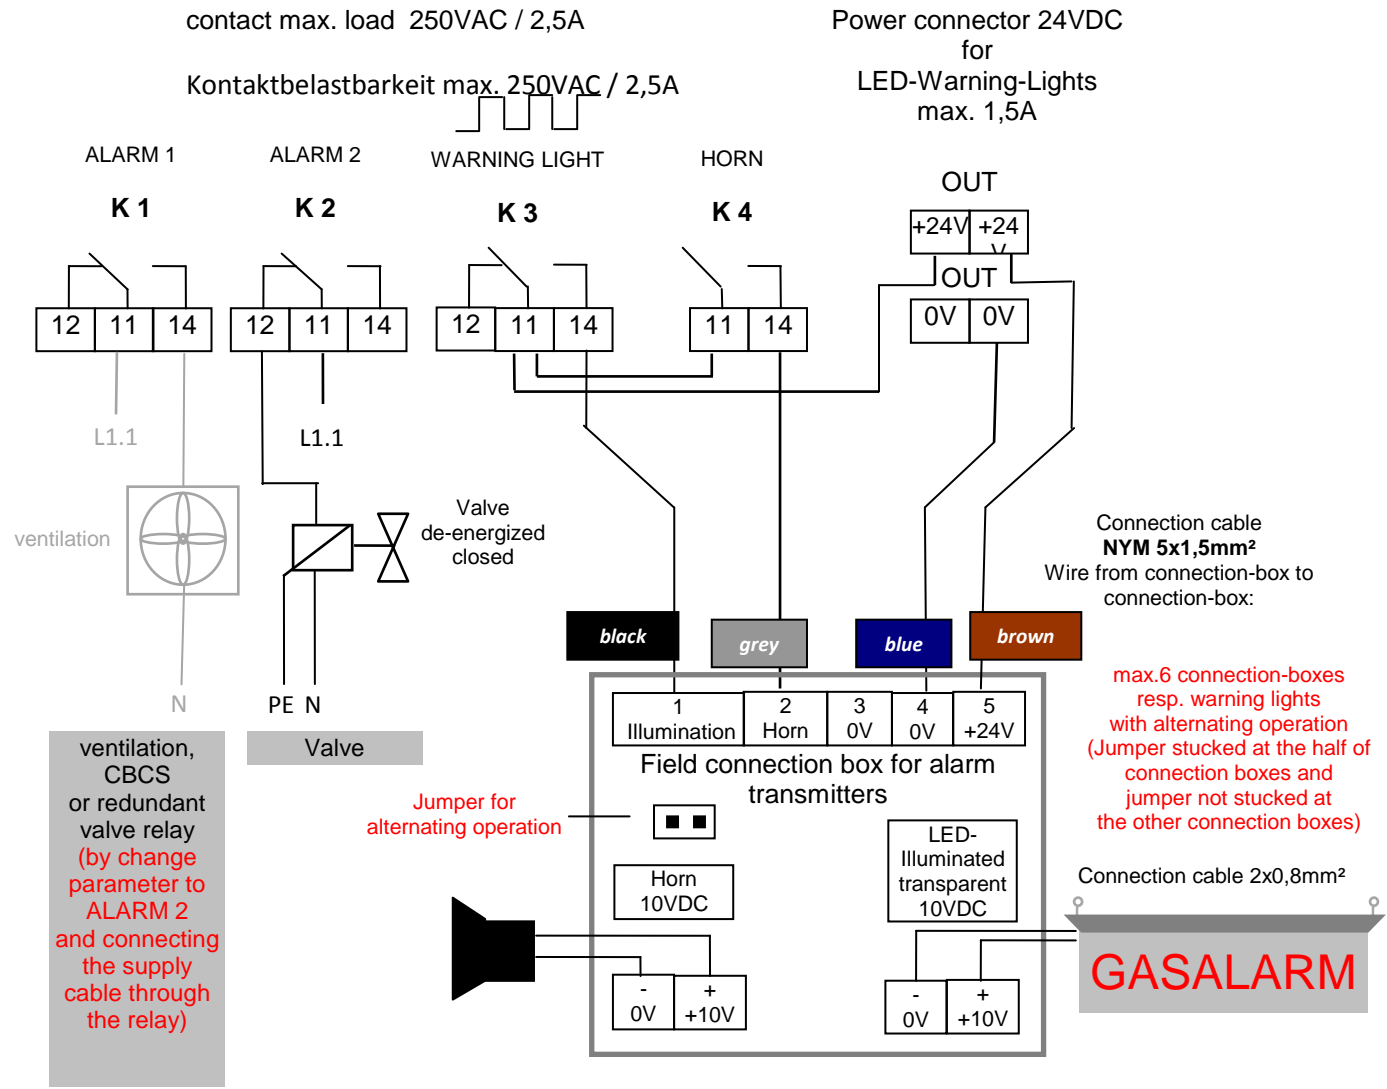 contact max. load 250VAC / 2,5A
Kontaktbelastbarkeit max. 250VAC / 2,5A
Power connector 24VDC
for
LED-Warning-Lights
max. 1,5A
ALARM 1
ALARM 2
WARNING LIGHT
HORN
K 1
K 2
K 3
K 4
OUT
+24V
+24
V
OUT
0V
0V
12
11
14
12
11
14
12
11
14
11
14
L1.1
L1.1
ventilation
Valve
de-energized
closed
N
PE N
Connection cable
NYM 5x1,5mm²
Wire from connection-box to
connection-box:
black
grey
blue
brown
max.6 connection-boxes
resp. warning lights
with alternating operation
(Jumper stucked at the half of
connection boxes and
jumper not stucked at
the other connection boxes)
1
Illumination
2
Horn
3
0V
4
0V
5
+24V
Field connection box for alarm
transmitters
ventilation,
CBCS
or redundant
valve relay
(by change
parameter to
ALARM 2
and connecting
the supply
cable through
the relay)
Valve
Jumper for
alternating operation
Horn
10VDC
LED-
Illuminated
transparent
10VDC
Connection cable 2x0,8mm²
GASALARM
-
0V
+
+10V
-
0V
+
+10V